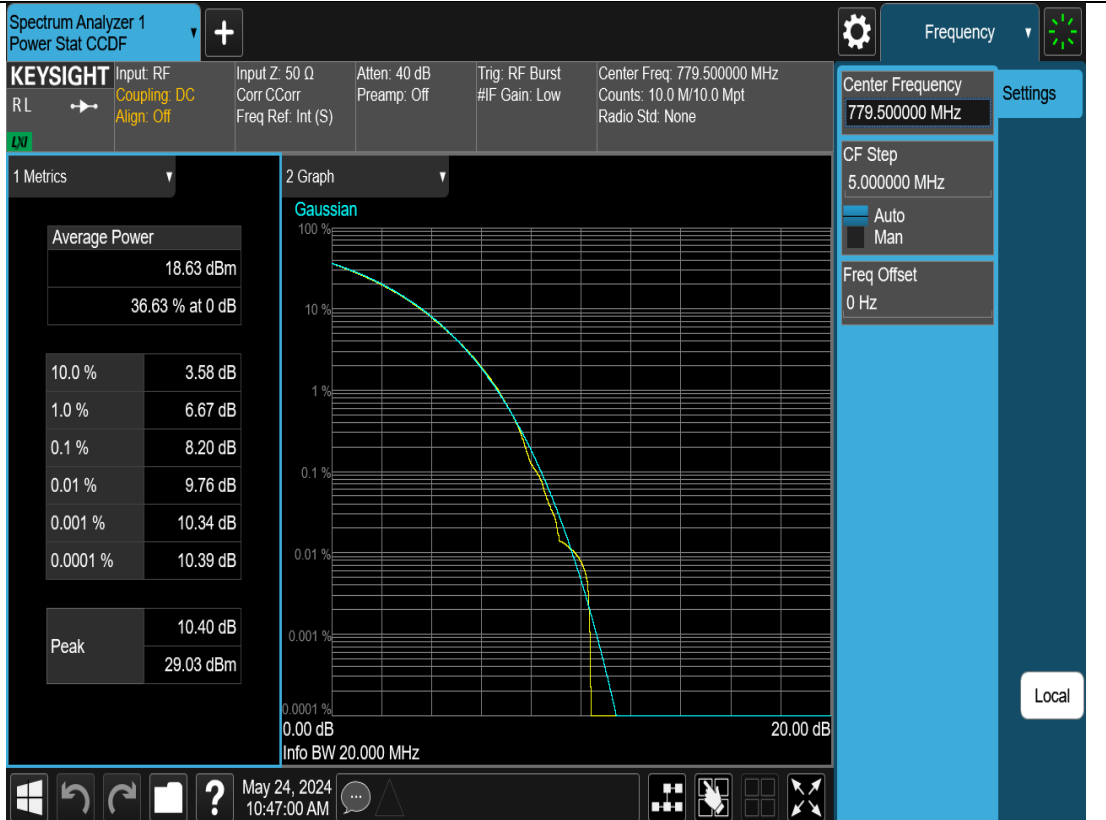 Spectrum Analyzer 1
Power Stat CCDF
+
Frequency
KEYSIGHT
RL
LXI
Input: RF
Coupling: DC
Align: Off
Input Z: 50 Ω
Corr CCorr
Freq Ref: Int (S)
Atten: 40 dB
Preamp: Off
Trig: RF Burst
#IF Gain: Low
Center Freq: 779.500000 MHz
Counts: 10.0 M/10.0 Mpt
Radio Std: None
Center Frequency
779.500000 MHz
Settings
CF Step
5.000000 MHz
Auto
Man
Freq Offset
0 Hz
1 Metrics
Average Power
18.63 dBm
36.63 % at 0 dB
10.0 % 3.58 dB
1.0 % 6.67 dB
0.1 % 8.20 dB
0.01 % 9.76 dB
0.001 % 10.34 dB
0.0001 % 10.39 dB
Peak
10.40 dB
29.03 dBm
2 Graph
Gaussian
100 %
10 %
1 %
0.1 %
0.01 %
0.001 %
0.0001 %
0.00 dB 20.00 dB
Info BW 20.000 MHz
Local
?
May 24, 2024
10:47:00 AM